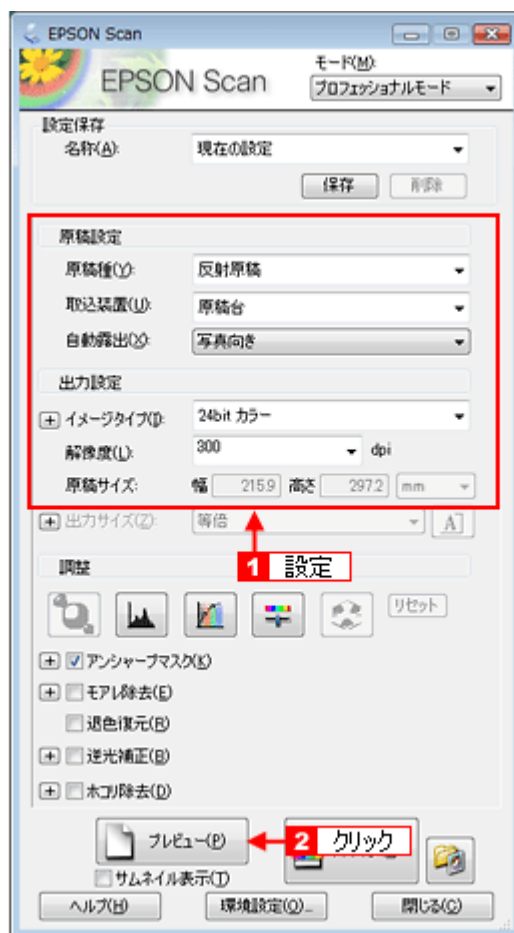 EPSON Scan
EPSON Scan
モード(M):
プロフェッショナルモード
設定保存
名称(A):
現在の設定
保存
削除
原稿設定
原稿種(Y):
反射原稿
取込装置(U):
原稿台
自動露出(X):
写真向き
出力設定
イメージタイプ(I):
24bit カラー
解像度(L):
300
dpi
原稿サイズ:
幅 215.9 高さ 297.2 mm
出力サイズ(Z):
等倍
A
1 設定
調整
リセット
アンシャープマスク(K)
モアレ除去(E)
退色復元(R)
逆光補正(B)
ホコリ除去(D)
プレビュー(P)
2 クリック
サムネイル表示(T)
ヘルプ(H)
環境設定(O)...
閉じる(C)